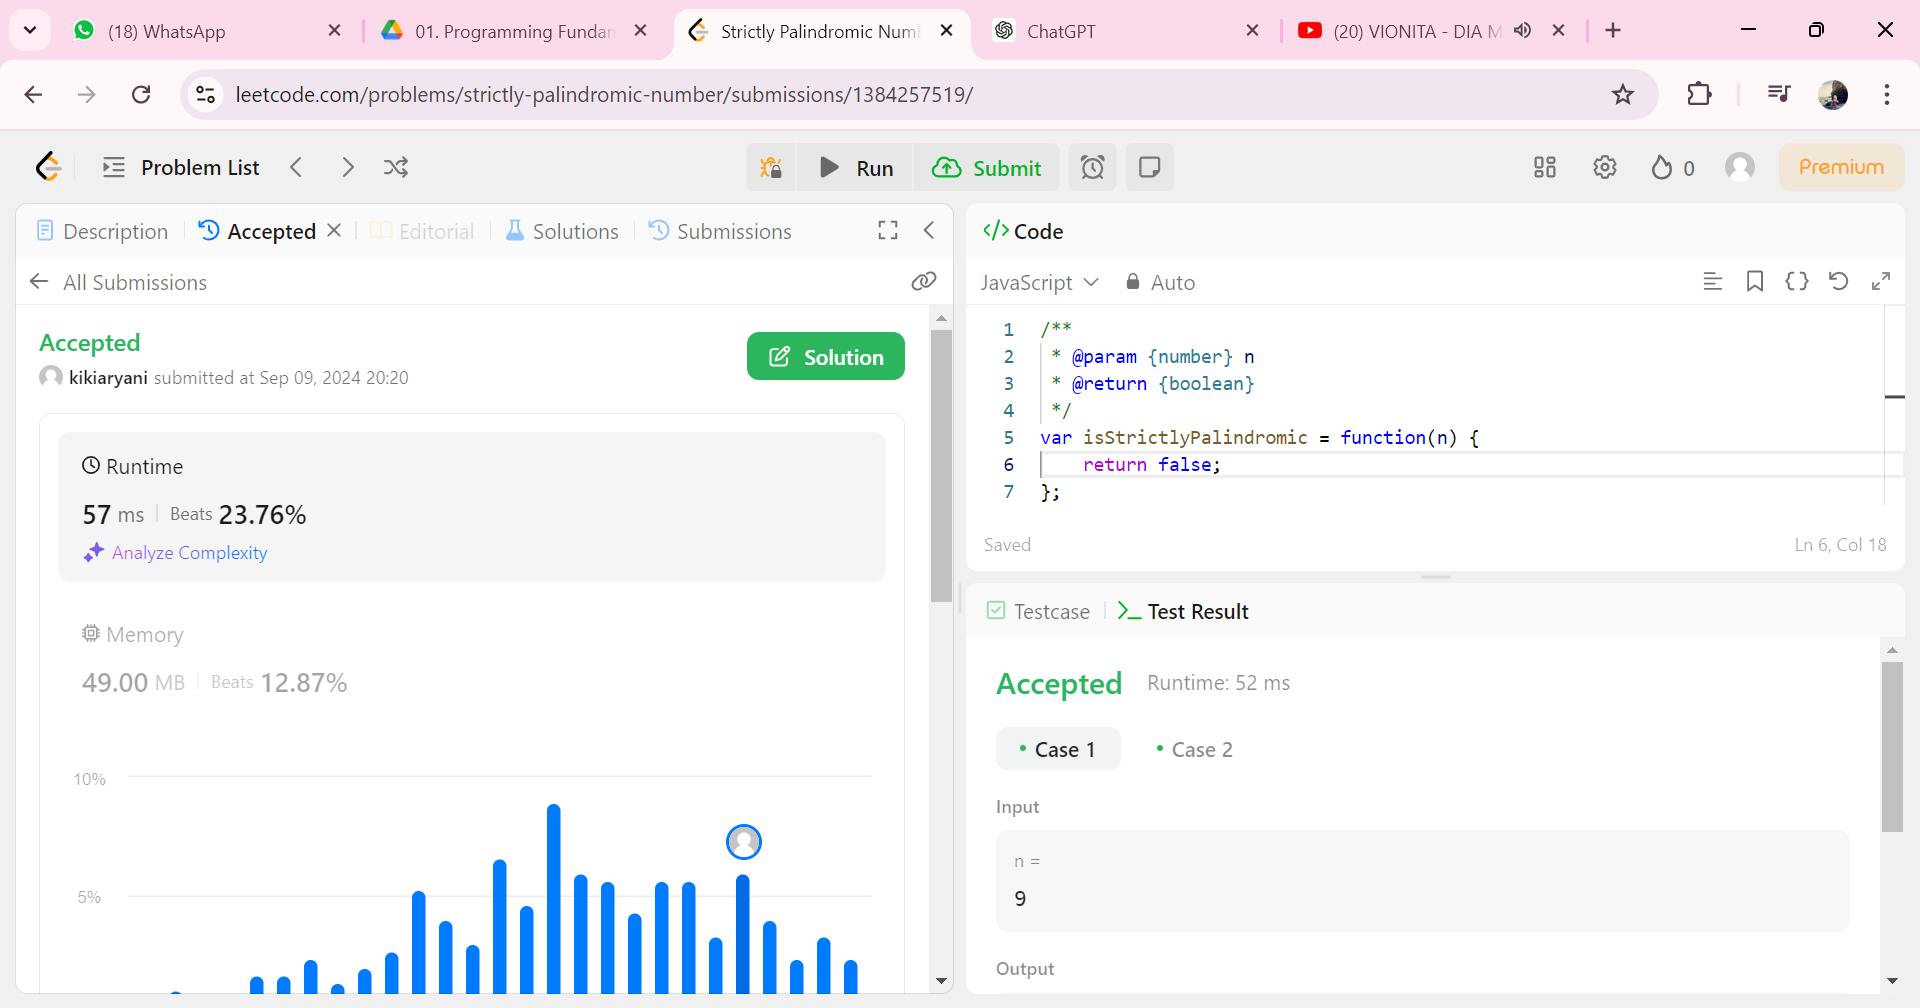 (18) WhatsApp
01. Programming Fundan
Strictly Palindromic Num
ChatGPT
(20) VIONITA - DIA M
leetcode.com/problems/strictly-palindromic-number/submissions/1384257519/
Problem List
Run
Submit
0
Premium
Description
Accepted
Editorial
Solutions
Submissions
All Submissions
Accepted
kikiaryani submitted at Sep 09, 2024 20:20
Solution
Runtime
57 ms
Beats 23.76%
Analyze Complexity
Memory
49.00 MB
Beats 12.87%
10%
5%
Code
JavaScript
Auto
1 /**
2 * @param {number} n
3 * @return {boolean}
4 */
5 var isStrictlyPalindromic = function(n) {
6 return false;
7 };
Saved
Ln 6, Col 18
Testcase
>_ Test Result
Accepted
Runtime: 52 ms
• Case 1
• Case 2
Input
n =
9
Output